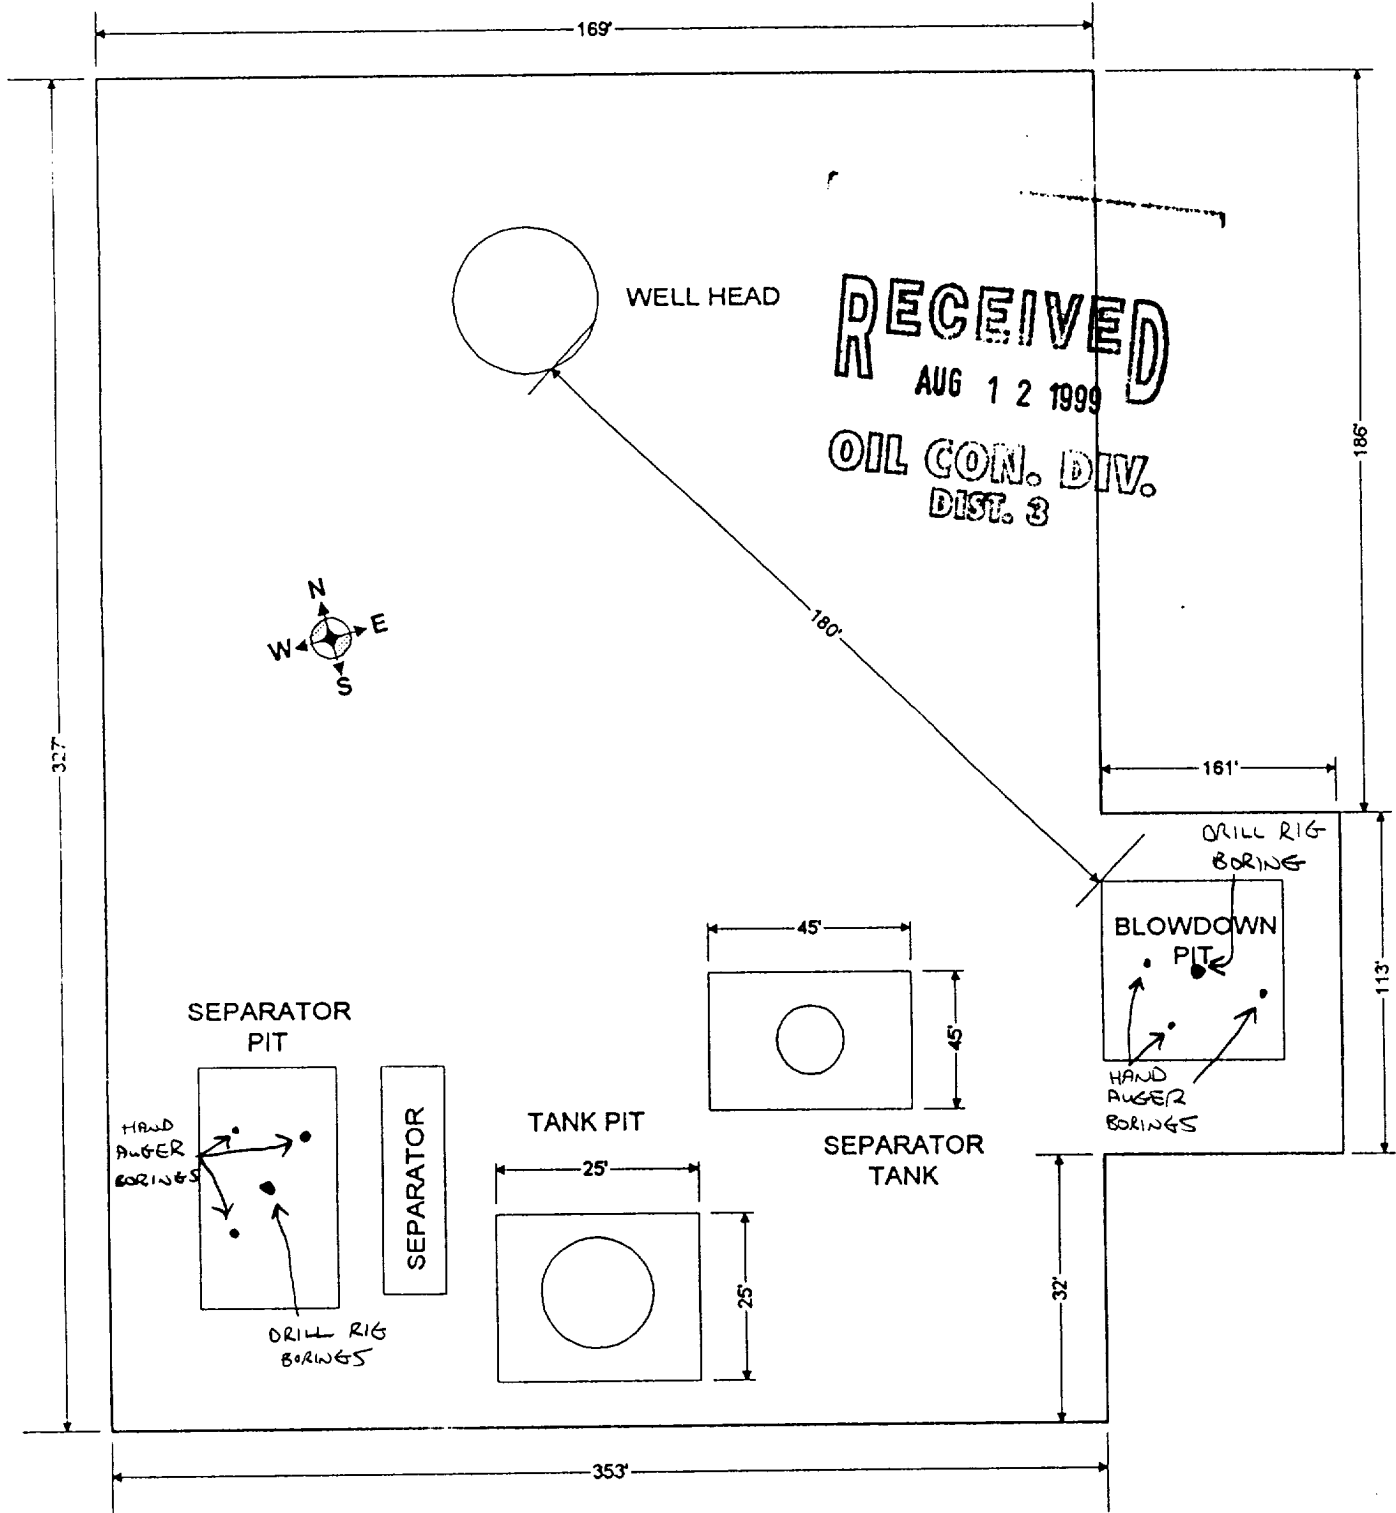 169'
WELL HEAD
RECEIVED
AUG 12 1999
OIL CON. DIV.
DIST. 3
186'
N
W E
S
180'
327'
161'
DRILL RIG
BORING
BLOWDOWN
PIT
113'
45'
45'
SEPARATOR
PIT
HAND
AUGER
BORINGS
SEPARATOR
TANK PIT
SEPARATOR
TANK
HAND
AUGER
BORINGS
25'
25'
32'
DRILL RIG
BORINGS
353'